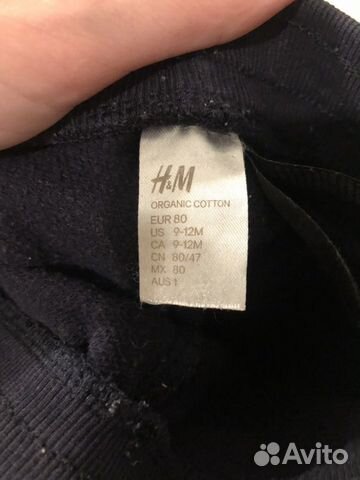 H&M
ORGANIC COTTON
EUR 80
US 9-12M
CA 9-12M
CN 80/47
MX 80
AUS 1
Avito